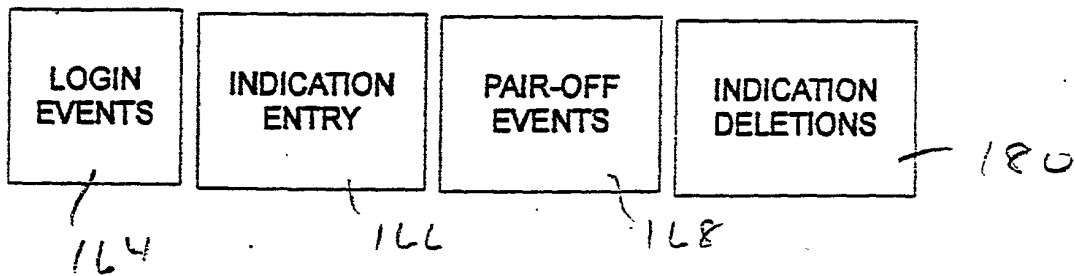 LOGIN
EVENTS
INDICATION
ENTRY
PAIR-OFF
EVENTS
INDICATION
DELETIONS
180
164
166
168